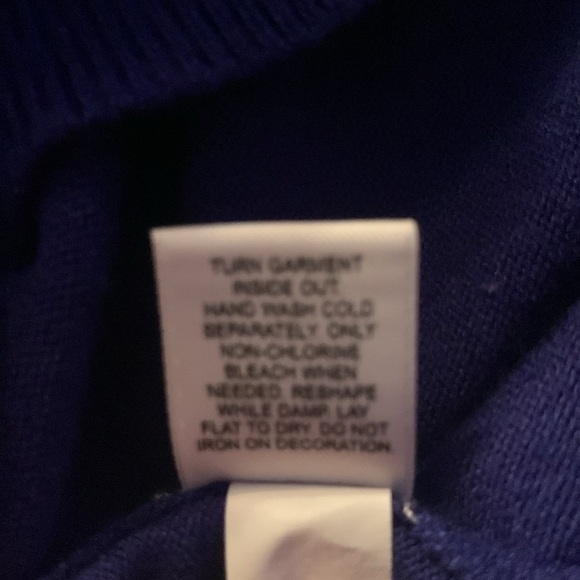 TURN GARMENT
INSIDE OUT.
HAND WASH COLD
SEPARATELY ONLY
NON-CHLORINE
BLEACH WHEN
NEEDED. RESHAPE
WHILE DAMP. LAY
FLAT TO DRY. DO NOT
IRON ON DECORATION.